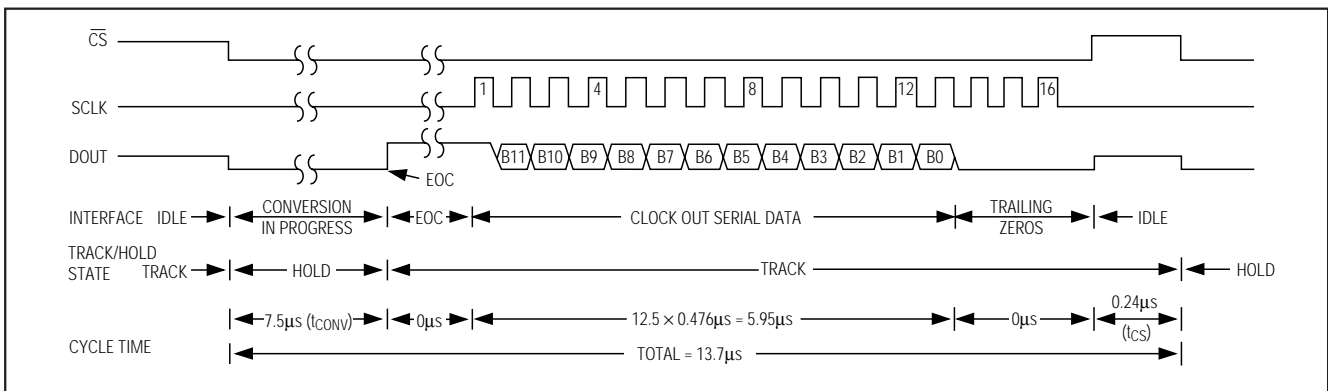 CS
SCLK
1 4 8 12 16
DOUT
B11 B10 B9 B8 B7 B6 B5 B4 B3 B2 B1 B0
EOC
INTERFACE IDLE CONVERSION IN PROGRESS EOC CLOCK OUT SERIAL DATA TRAILING ZEROS IDLE
TRACK/HOLD
STATE TRACK HOLD TRACK HOLD
7.5µs (tCONV) 0µs 12.5 × 0.476µs = 5.95µs 0µs 0.24µs (tCS)
CYCLE TIME
TOTAL = 13.7µs